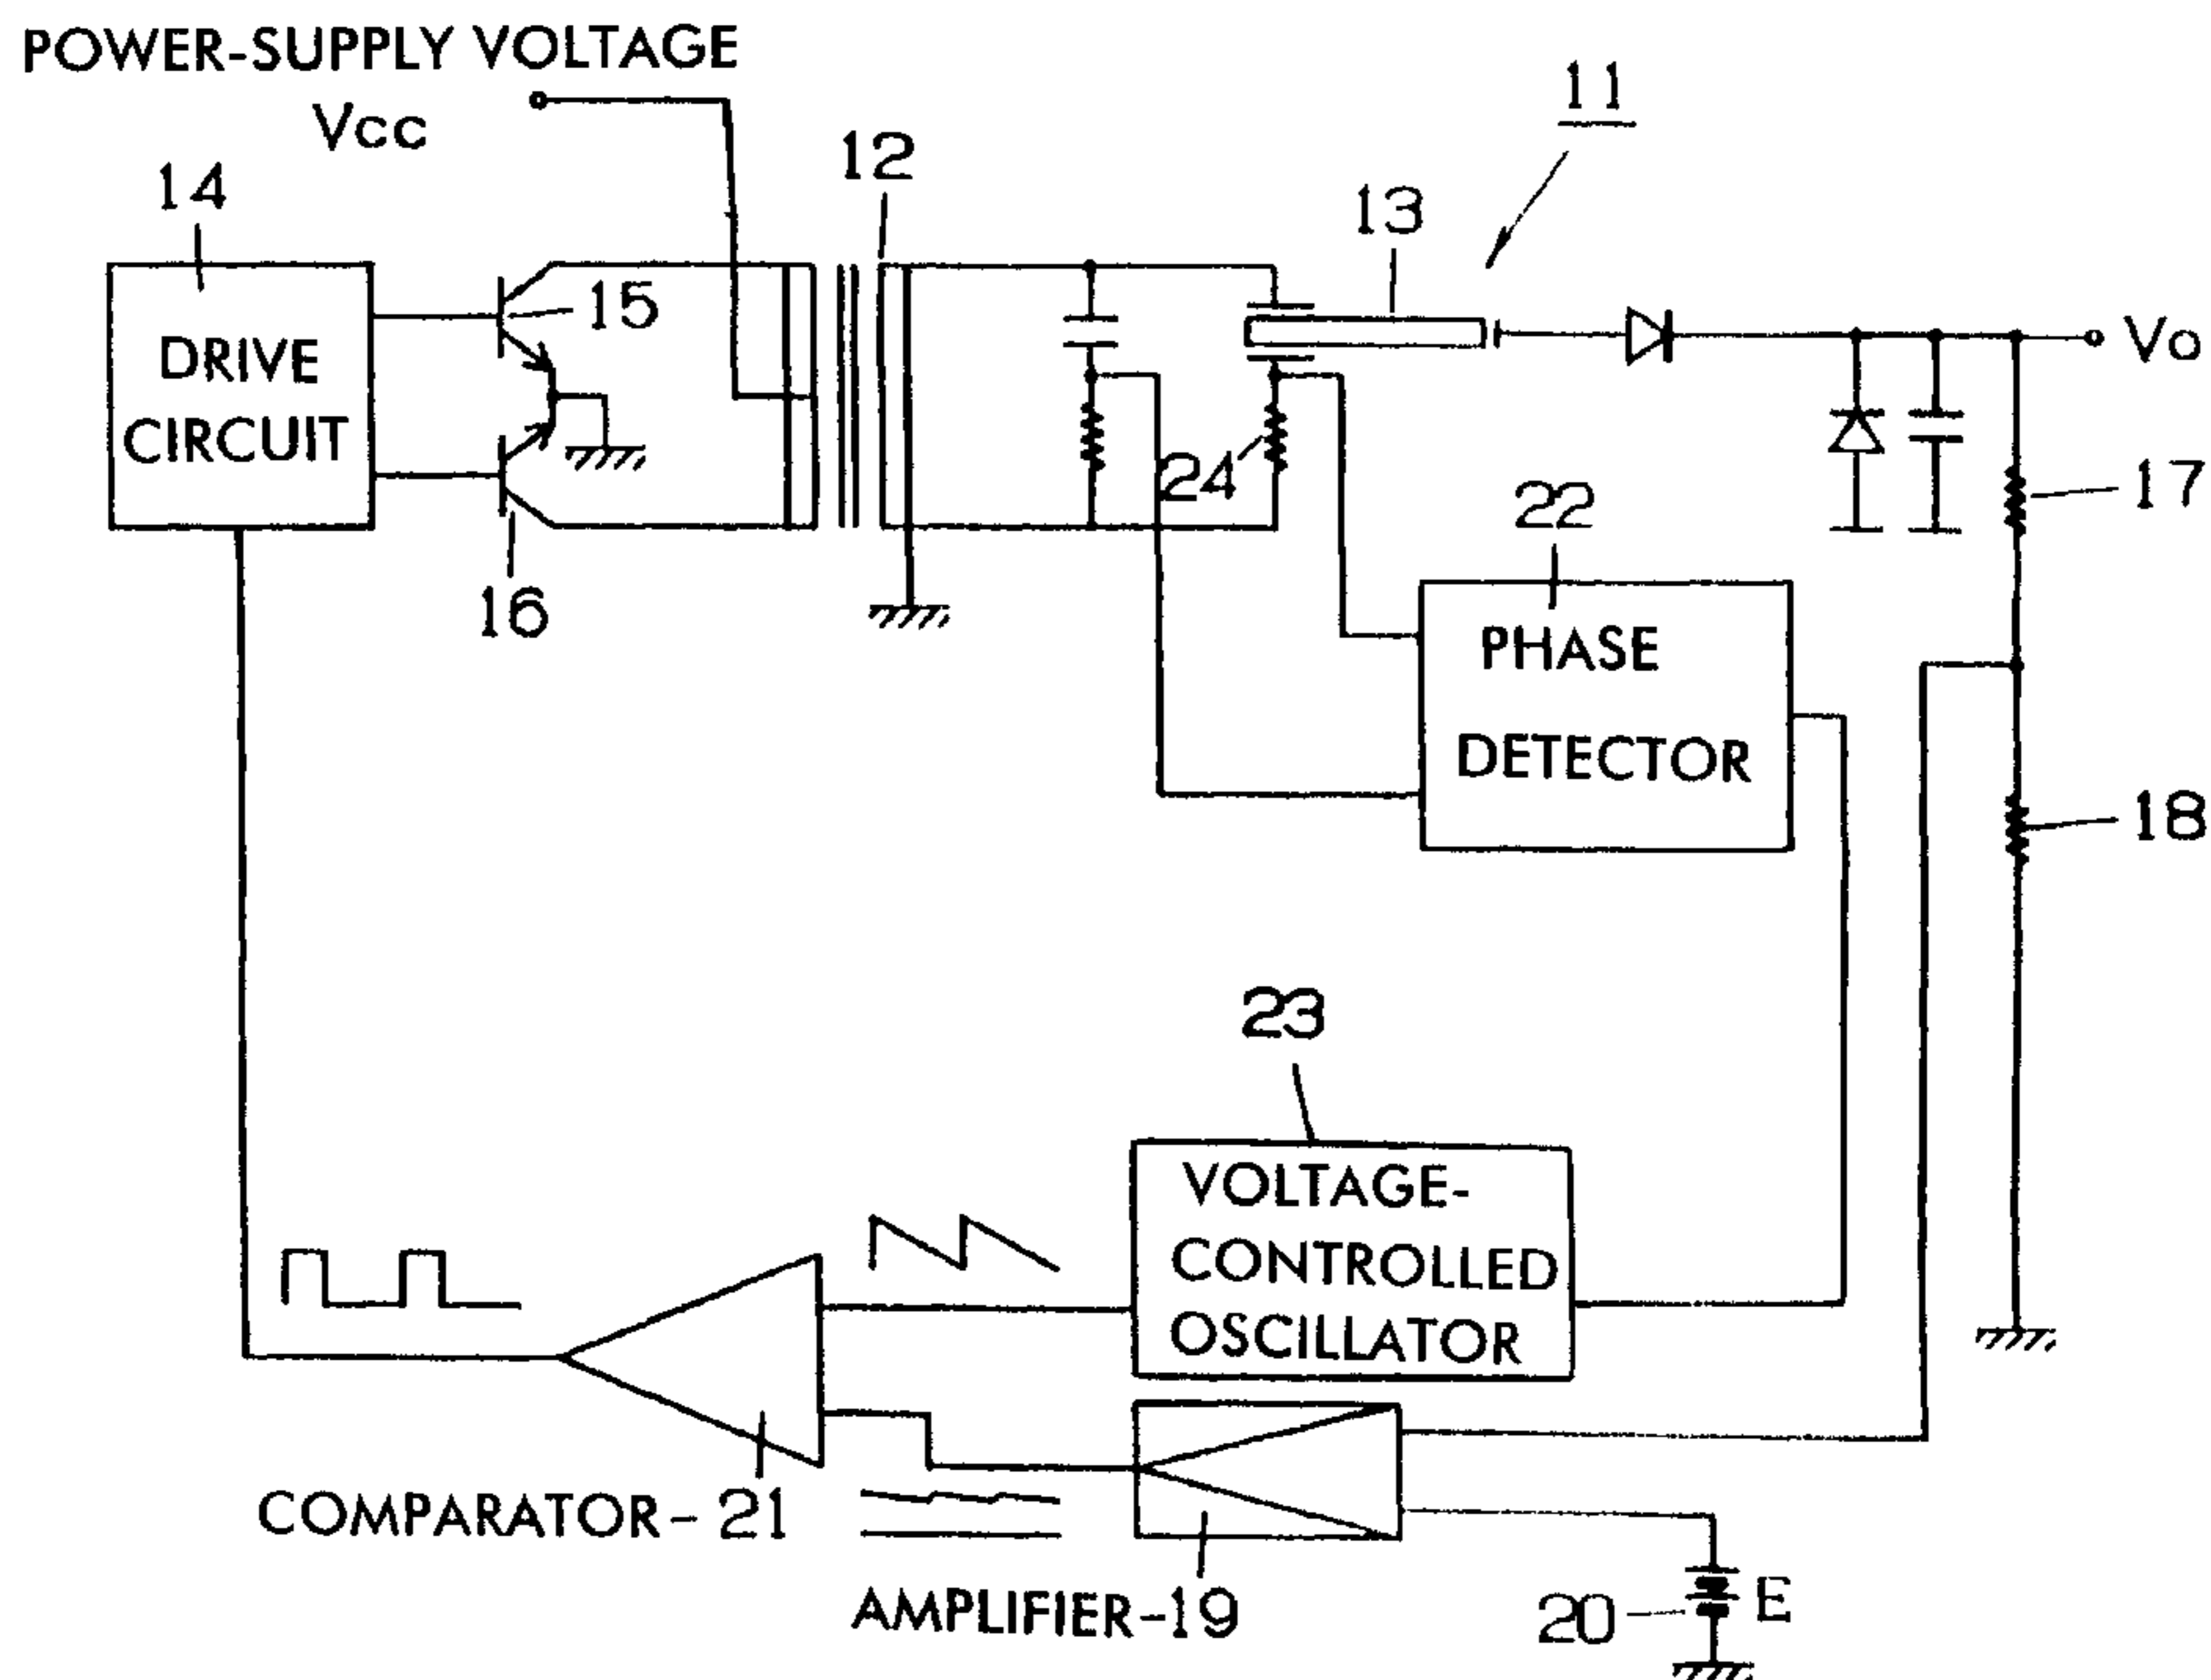 POWER-SUPPLY VOLTAGE
Vcc
11
12
13
14
15
DRIVE
CIRCUIT
Vo
24
17
22
16
PHASE
DETECTOR
18
23
VOLTAGE-
CONTROLLED
OSCILLATOR
COMPARATOR-21
AMPLIFIER-19
20
E